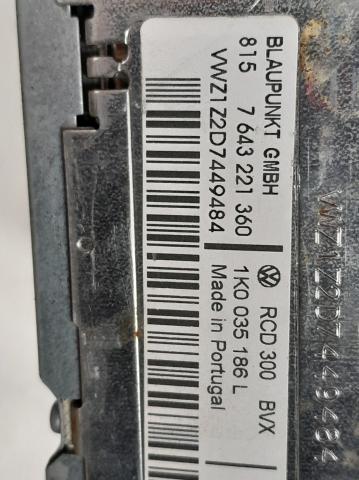 BLAUPUNKT GMBH
815 7 643 221 360
VWZ1Z2D7449484
RCD 300 BVX
1K0 035 186 L
Made in Portugal
VWZ1Z2D7449484